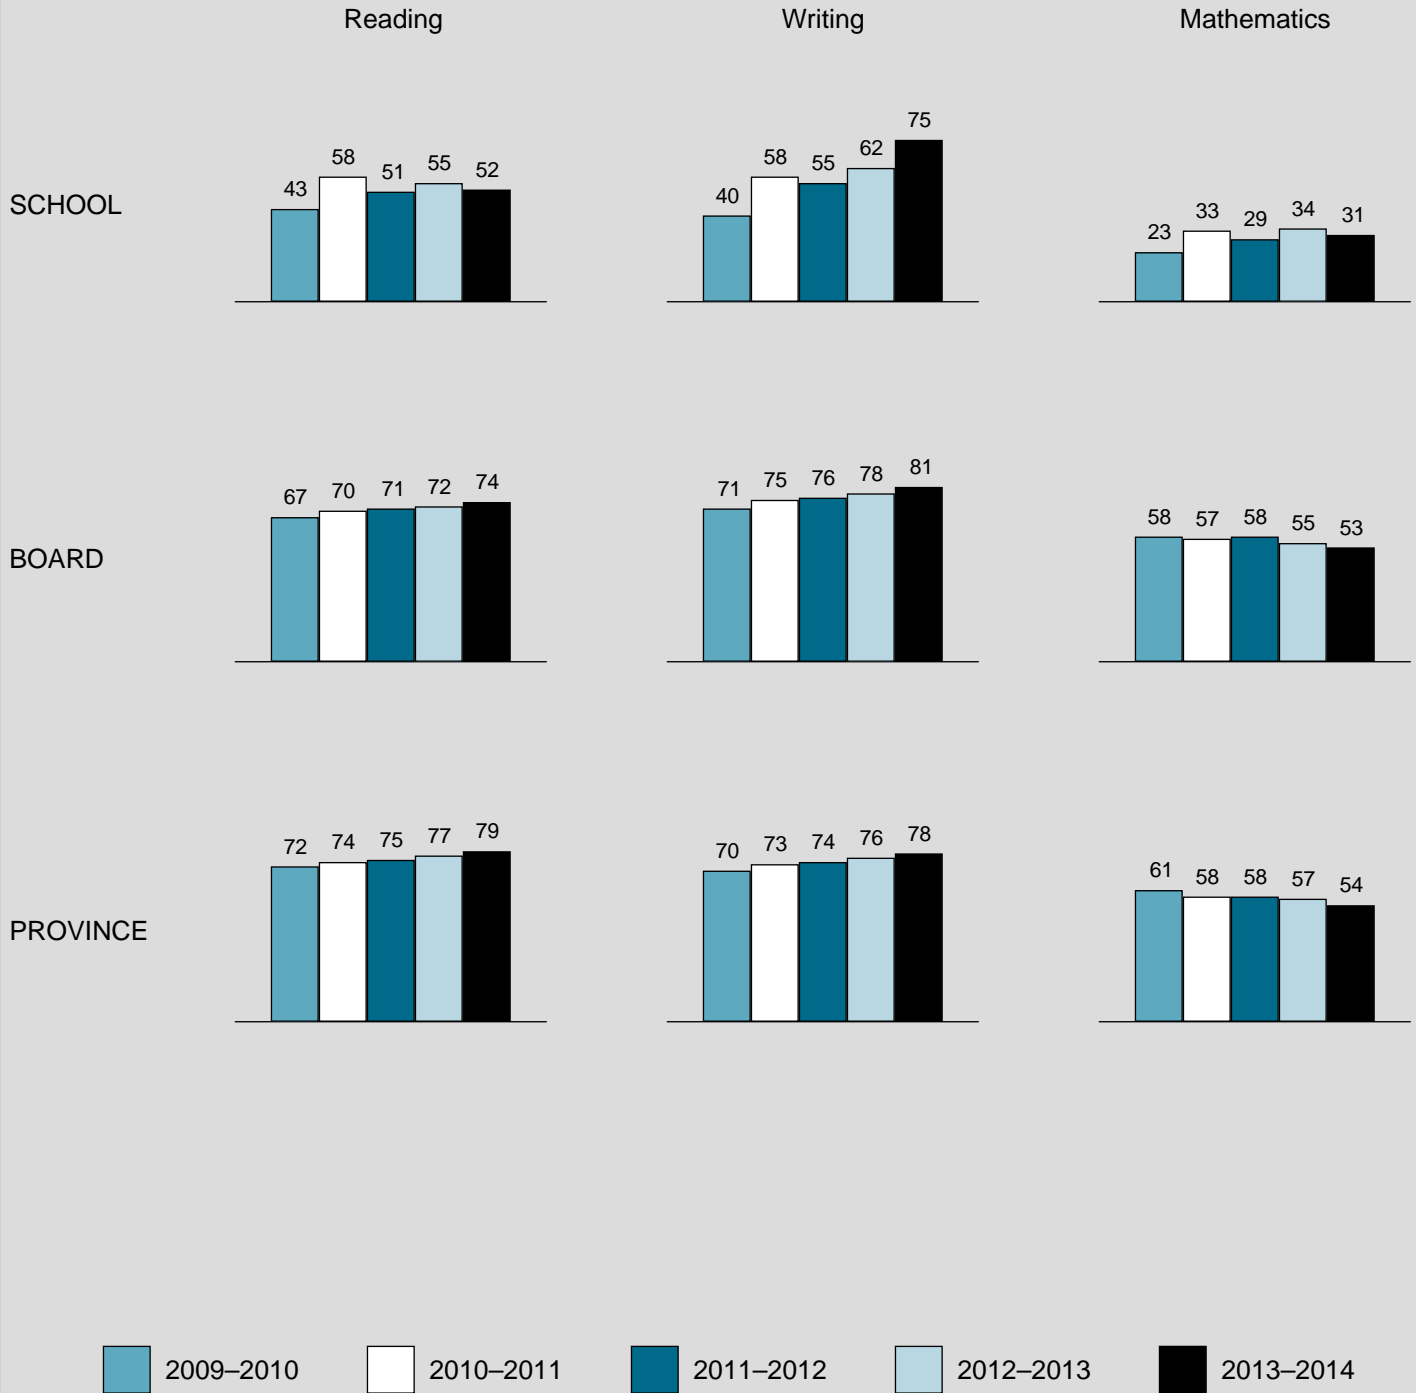 Reading Writing Mathematics
SCHOOL
43 58 51 55 52
40 58 55 62 75
23 33 29 34 31
BOARD
67 70 71 72 74
71 75 76 78 81
58 57 58 55 53
PROVINCE
72 74 75 77 79
70 73 74 76 78
61 58 58 57 54
2009–2010 2010–2011 2011–2012 2012–2013 2013–2014